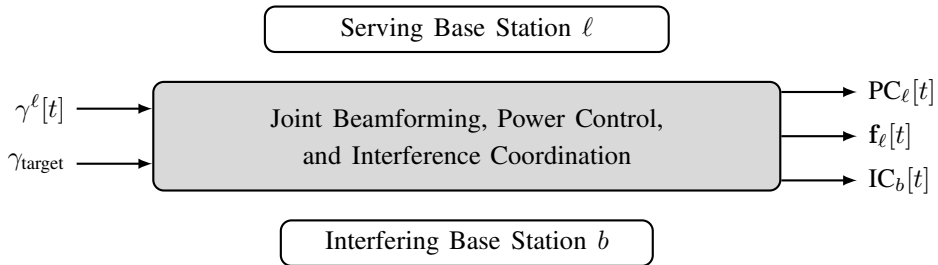 Serving Base Station ℓ
γ^ℓ[t]
γ_target
Joint Beamforming, Power Control,
and Interference Coordination
PC_ℓ[t]
f_ℓ[t]
IC_b[t]
Interfering Base Station b